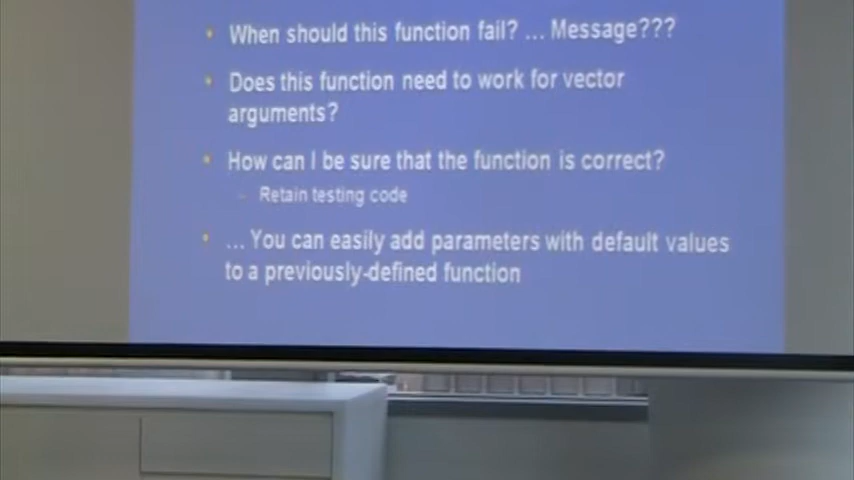 • When should this function fail? ... Message???
• Does this function need to work for vector
arguments?
• How can I be sure that the function is correct?
– Retain testing code
• ... You can easily add parameters with default values
to a previously-defined function